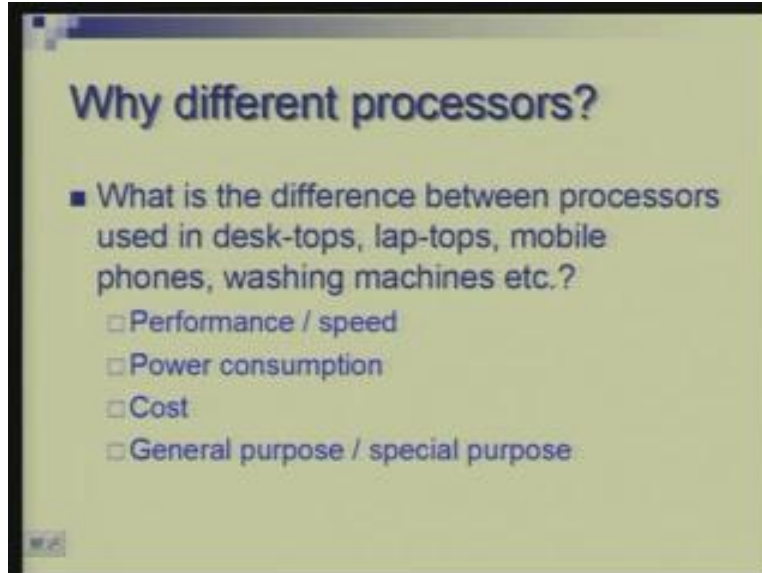 Why different processors?
What is the difference between processors
used in desk-tops, lap-tops, mobile
phones, washing machines etc.?
Performance / speed
Power consumption
Cost
General purpose / special purpose